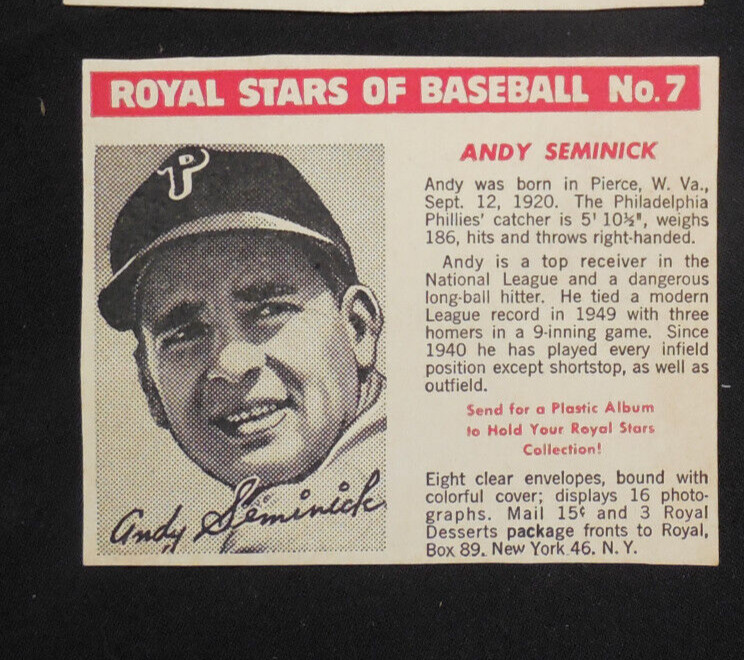 ROYAL STARS OF BASEBALL No. 7
P
ANDY SEMINICK
Andy was born in Pierce, W. Va.,
Sept. 12, 1920. The Philadelphia
Phillies' catcher is 5' 10½", weighs
186, hits and throws right-handed.
Andy is a top receiver in the
National League and a dangerous
long-ball hitter. He tied a modern
League record in 1949 with three
homers in a 9-inning game. Since
1940 he has played every infield
position except shortstop, as well as
outfield.
Send for a Plastic Album
to Hold Your Royal Stars
Collection!
Eight clear envelopes, bound with
colorful cover; displays 16 photo-
graphs. Mail 15¢ and 3 Royal
Desserts package fronts to Royal,
Box 89, New York 46, N. Y.
Andy Seminick